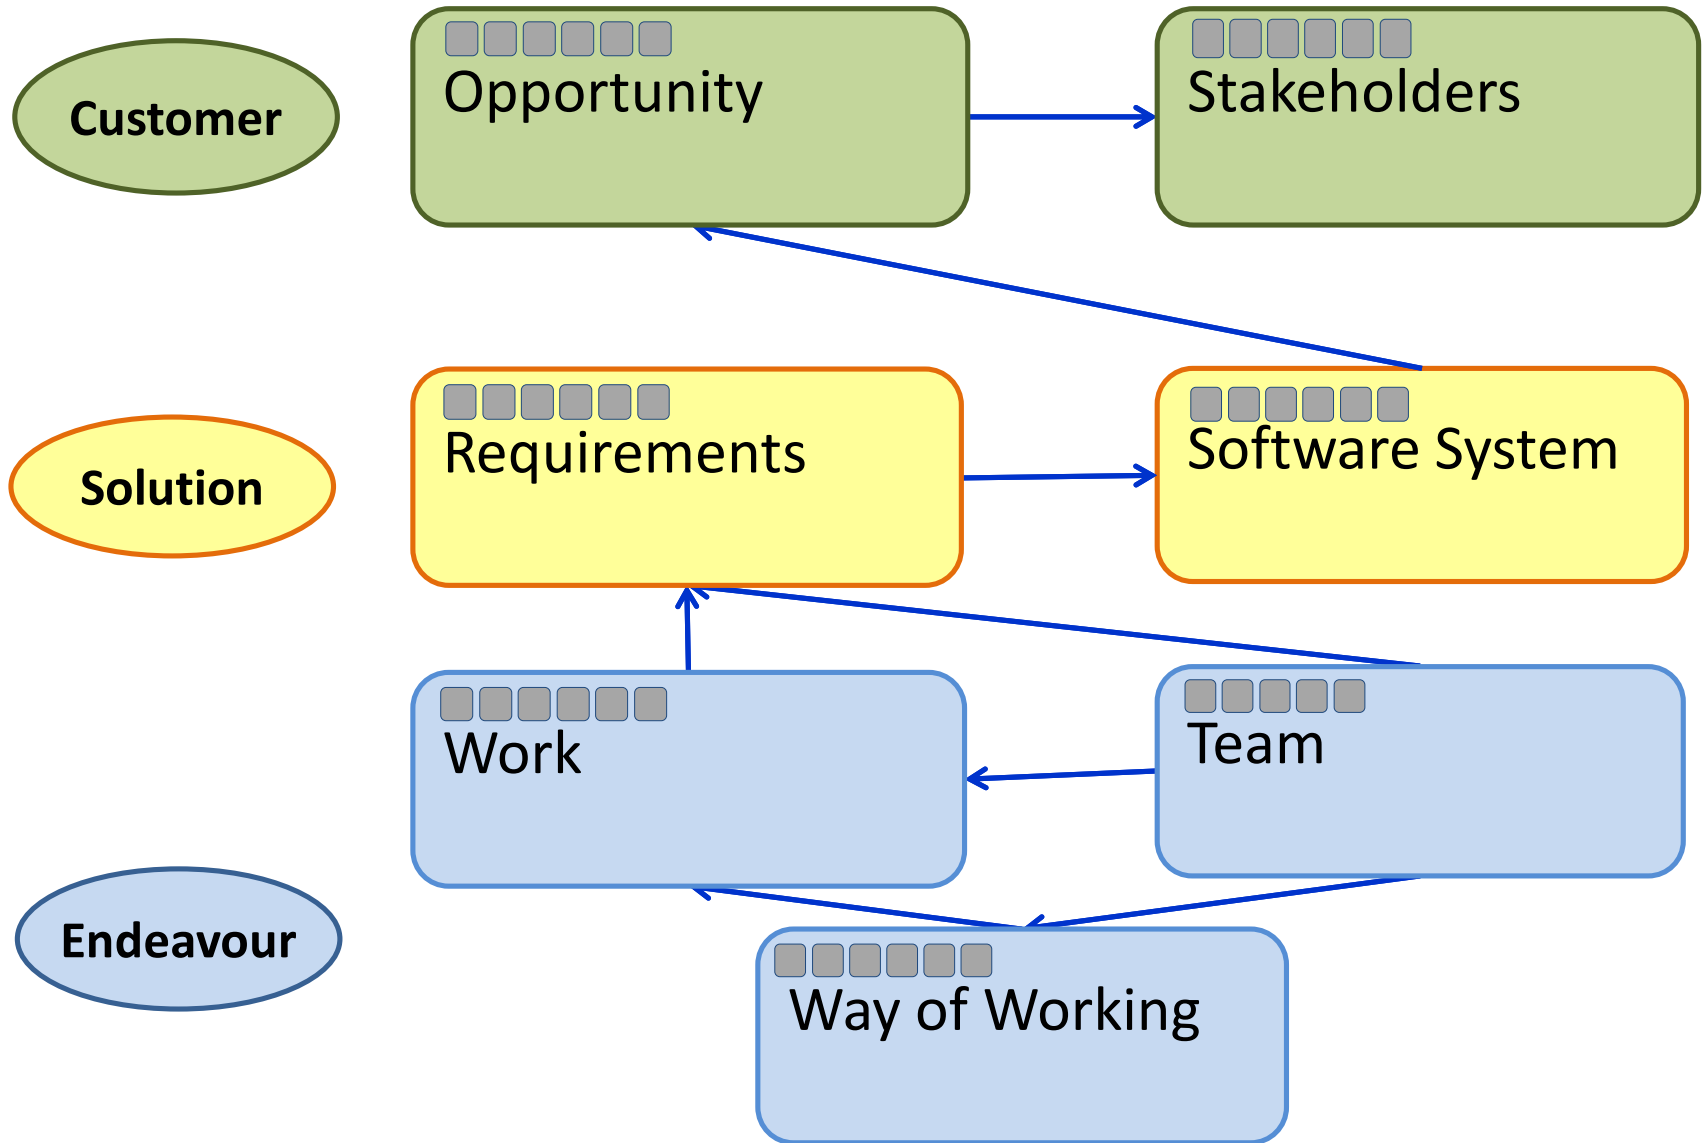 Customer
Opportunity
Stakeholders
Solution
Requirements
Software System
Work
Team
Endeavour
Way of Working